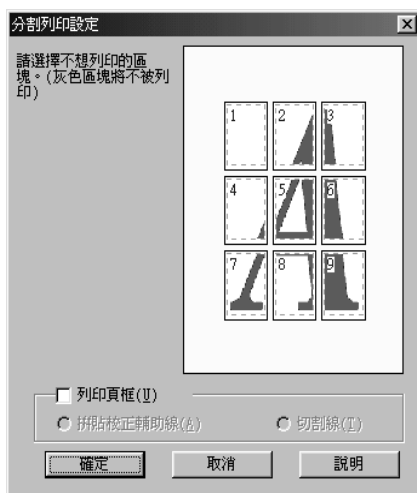 分割列印設定
請選擇不想列印的區
塊。(灰色區塊將不被列
印)
1 2 3
4 5 6
7 8 9
列印頁框(U)
拼貼校正輔助線(A) 切割線(T)
確定 取消 說明